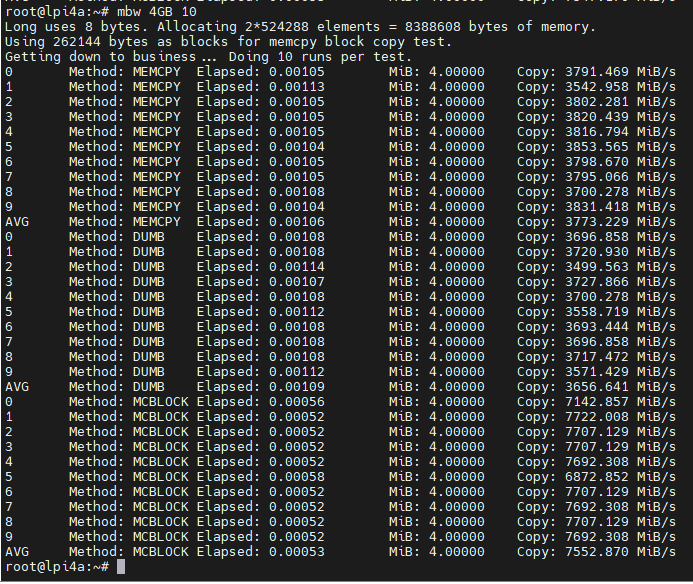 root@lpi4a:~# mbw 4GB 10
Long uses 8 bytes. Allocating 2*524288 elements = 8388608 bytes of memory.
Using 262144 bytes as blocks for memcpy block copy test.
Getting down to business... Doing 10 runs per test.
0 Method: MEMCPY Elapsed: 0.00105 MiB: 4.00000 Copy: 3791.469 MiB/s
1 Method: MEMCPY Elapsed: 0.00113 MiB: 4.00000 Copy: 3542.958 MiB/s
2 Method: MEMCPY Elapsed: 0.00105 MiB: 4.00000 Copy: 3802.281 MiB/s
3 Method: MEMCPY Elapsed: 0.00105 MiB: 4.00000 Copy: 3820.439 MiB/s
4 Method: MEMCPY Elapsed: 0.00105 MiB: 4.00000 Copy: 3816.794 MiB/s
5 Method: MEMCPY Elapsed: 0.00104 MiB: 4.00000 Copy: 3853.565 MiB/s
6 Method: MEMCPY Elapsed: 0.00105 MiB: 4.00000 Copy: 3798.670 MiB/s
7 Method: MEMCPY Elapsed: 0.00105 MiB: 4.00000 Copy: 3795.066 MiB/s
8 Method: MEMCPY Elapsed: 0.00108 MiB: 4.00000 Copy: 3700.278 MiB/s
9 Method: MEMCPY Elapsed: 0.00104 MiB: 4.00000 Copy: 3831.418 MiB/s
AVG Method: MEMCPY Elapsed: 0.00106 MiB: 4.00000 Copy: 3773.229 MiB/s
0 Method: DUMB Elapsed: 0.00108 MiB: 4.00000 Copy: 3696.858 MiB/s
1 Method: DUMB Elapsed: 0.00108 MiB: 4.00000 Copy: 3720.930 MiB/s
2 Method: DUMB Elapsed: 0.00114 MiB: 4.00000 Copy: 3499.563 MiB/s
3 Method: DUMB Elapsed: 0.00107 MiB: 4.00000 Copy: 3727.866 MiB/s
4 Method: DUMB Elapsed: 0.00108 MiB: 4.00000 Copy: 3700.278 MiB/s
5 Method: DUMB Elapsed: 0.00112 MiB: 4.00000 Copy: 3558.719 MiB/s
6 Method: DUMB Elapsed: 0.00108 MiB: 4.00000 Copy: 3693.444 MiB/s
7 Method: DUMB Elapsed: 0.00108 MiB: 4.00000 Copy: 3696.858 MiB/s
8 Method: DUMB Elapsed: 0.00108 MiB: 4.00000 Copy: 3717.472 MiB/s
9 Method: DUMB Elapsed: 0.00112 MiB: 4.00000 Copy: 3571.429 MiB/s
AVG Method: DUMB Elapsed: 0.00109 MiB: 4.00000 Copy: 3656.641 MiB/s
0 Method: MCBLOCK Elapsed: 0.00056 MiB: 4.00000 Copy: 7142.857 MiB/s
1 Method: MCBLOCK Elapsed: 0.00052 MiB: 4.00000 Copy: 7722.008 MiB/s
2 Method: MCBLOCK Elapsed: 0.00052 MiB: 4.00000 Copy: 7707.129 MiB/s
3 Method: MCBLOCK Elapsed: 0.00052 MiB: 4.00000 Copy: 7707.129 MiB/s
4 Method: MCBLOCK Elapsed: 0.00052 MiB: 4.00000 Copy: 7692.308 MiB/s
5 Method: MCBLOCK Elapsed: 0.00058 MiB: 4.00000 Copy: 6872.852 MiB/s
6 Method: MCBLOCK Elapsed: 0.00052 MiB: 4.00000 Copy: 7707.129 MiB/s
7 Method: MCBLOCK Elapsed: 0.00052 MiB: 4.00000 Copy: 7692.308 MiB/s
8 Method: MCBLOCK Elapsed: 0.00052 MiB: 4.00000 Copy: 7707.129 MiB/s
9 Method: MCBLOCK Elapsed: 0.00052 MiB: 4.00000 Copy: 7692.308 MiB/s
AVG Method: MCBLOCK Elapsed: 0.00053 MiB: 4.00000 Copy: 7552.870 MiB/s
root@lpi4a:~#